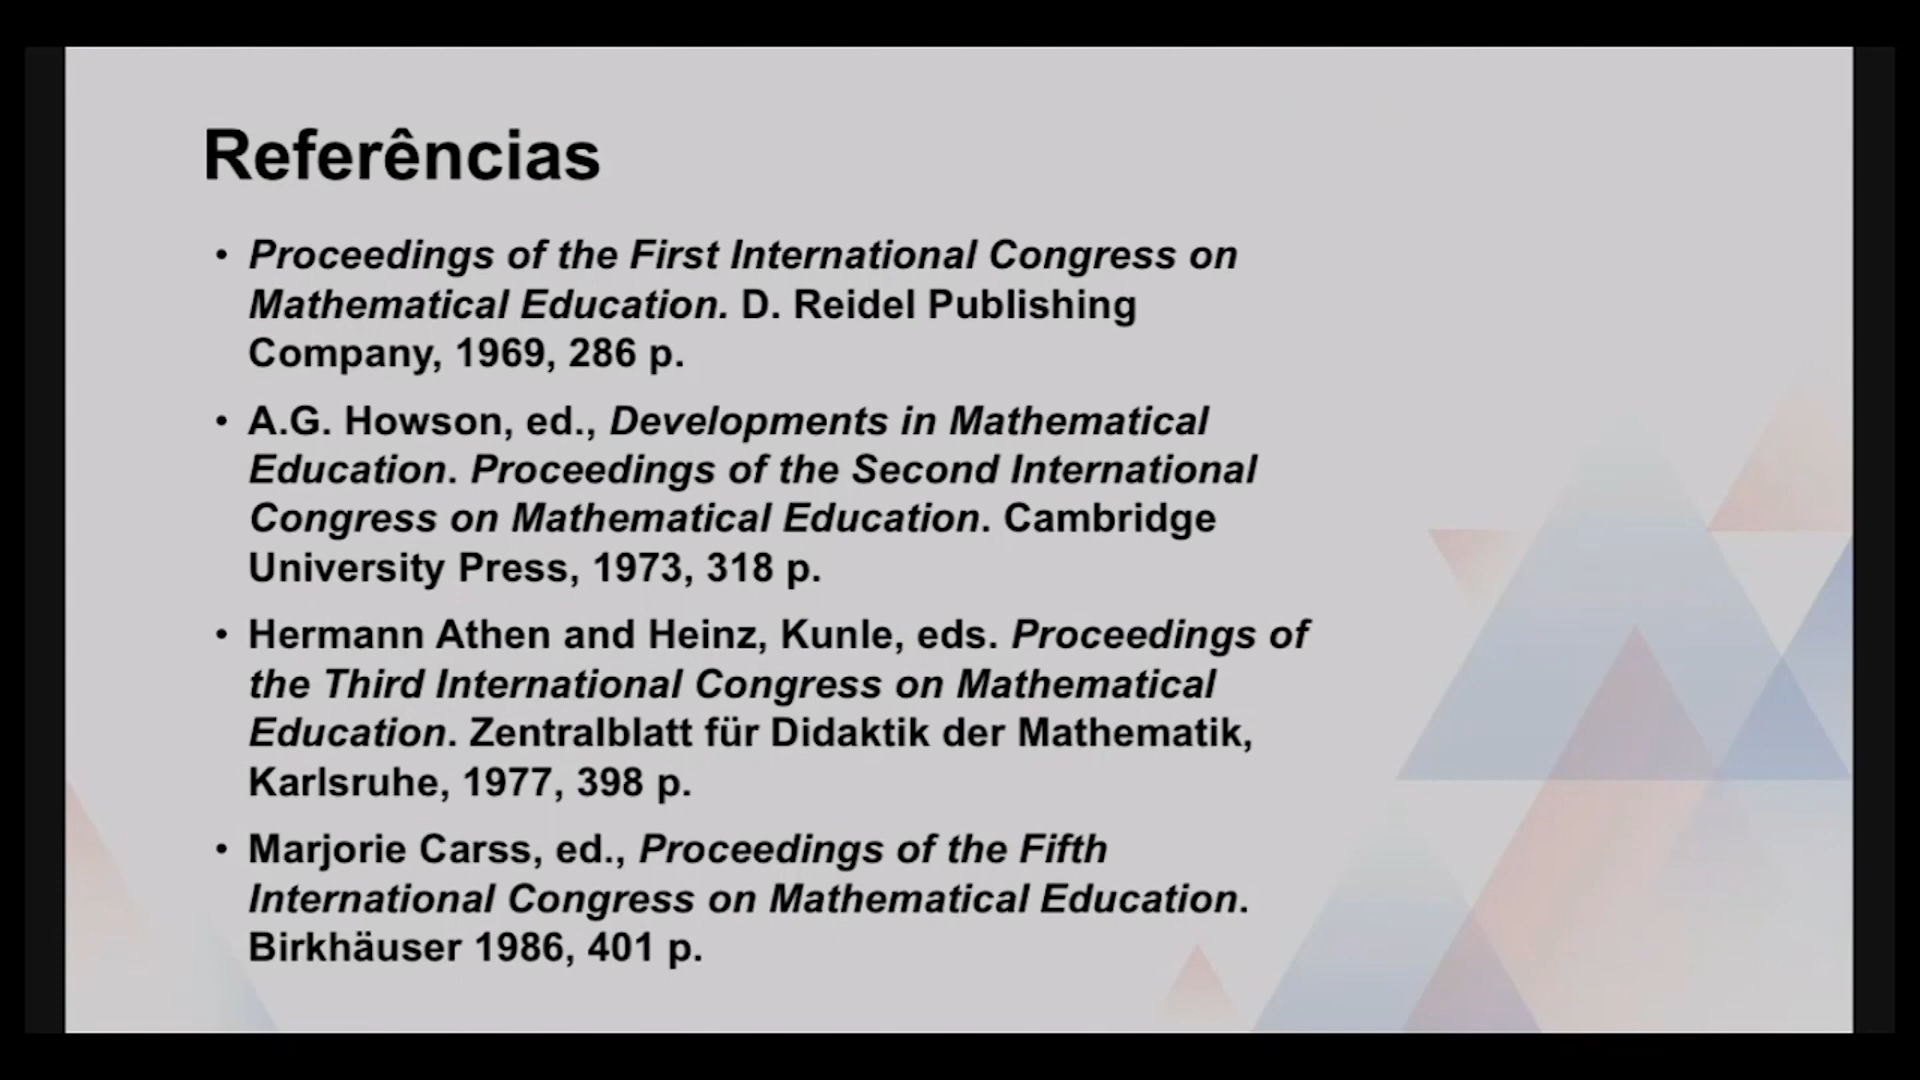 Referências
• Proceedings of the First International Congress on
Mathematical Education. D. Reidel Publishing
Company, 1969, 286 p.
• A.G. Howson, ed., Developments in Mathematical
Education. Proceedings of the Second International
Congress on Mathematical Education. Cambridge
University Press, 1973, 318 p.
• Hermann Athen and Heinz, Kunle, eds. Proceedings of
the Third International Congress on Mathematical
Education. Zentralblatt für Didaktik der Mathematik,
Karlsruhe, 1977, 398 p.
• Marjorie Carss, ed., Proceedings of the Fifth
International Congress on Mathematical Education.
Birkhäuser 1986, 401 p.